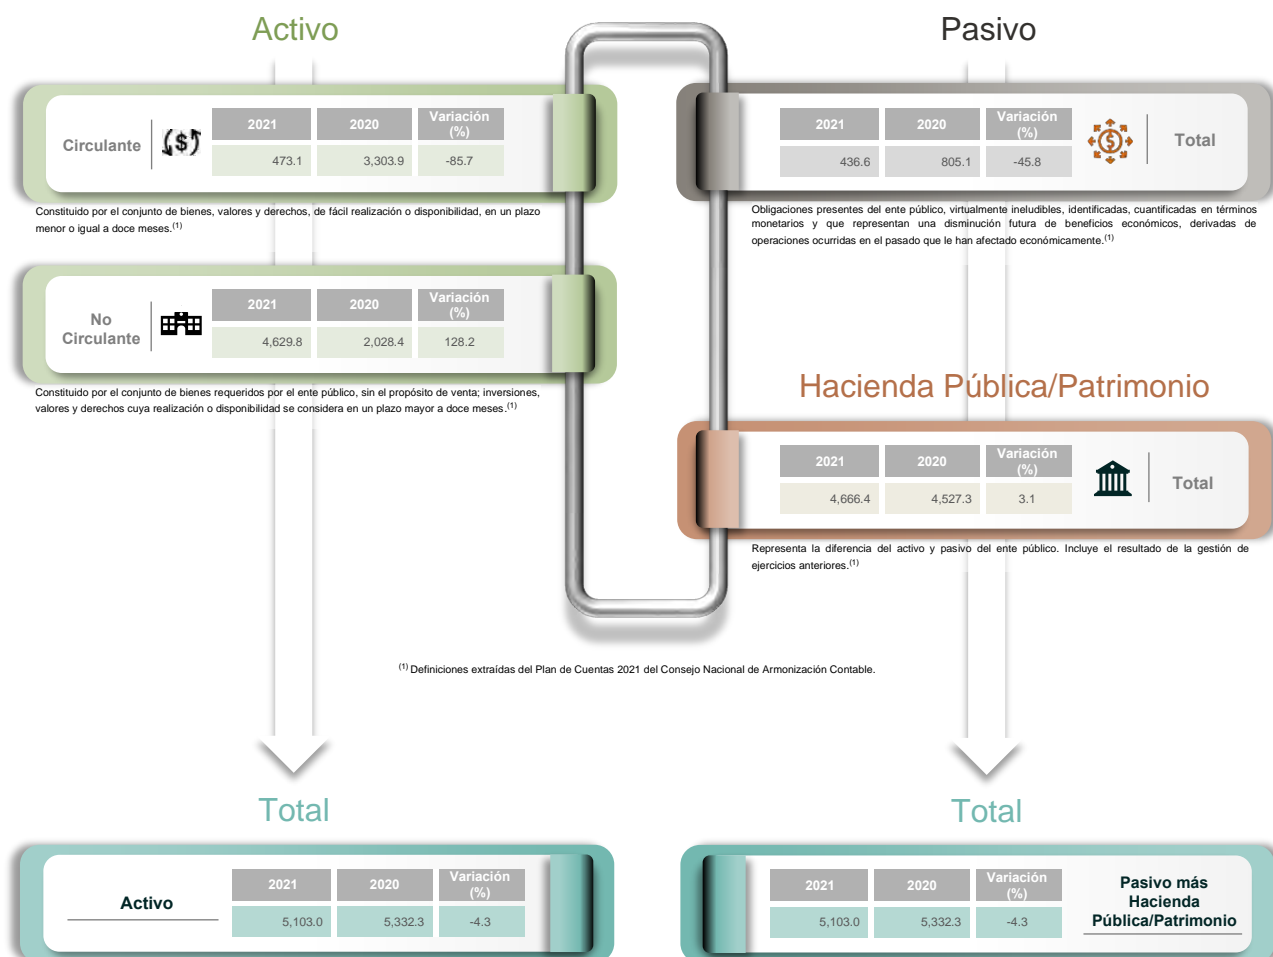 Activo
Circulante
2021 2020 Variación
(%)
473.1 3,303.9 -85.7
Constituido por el conjunto de bienes, valores y derechos, de fácil realización o disponibilidad, en un plazo
menor o igual a doce meses.(1)
No
Circulante
2021 2020 Variación
(%)
4,629.8 2,028.4 128.2
Constituido por el conjunto de bienes requeridos por el ente público, sin el propósito de venta; inversiones,
valores y derechos cuya realización o disponibilidad se considera en un plazo mayor a doce meses.(1)
Pasivo
2021 2020 Variación
(%)
436.6 805.1 -45.8
Total
Obligaciones presentes del ente público, virtualmente ineludibles, identificadas, cuantificadas en términos
monetarios y que representan una disminución futura de beneficios económicos, derivadas de
operaciones ocurridas en el pasado que le han afectado económicamente.(1)
Hacienda Pública/Patrimonio
2021 2020 Variación
(%)
4,666.4 4,527.3 3.1
Total
Representa la diferencia del activo y pasivo del ente público. Incluye el resultado de la gestión de
ejercicios anteriores.(1)
(1) Definiciones extraídas del Plan de Cuentas 2021 del Consejo Nacional de Armonización Contable.
Total
Activo
2021 2020 Variación
(%)
5,103.0 5,332.3 -4.3
Total
2021 2020 Variación
(%)
5,103.0 5,332.3 -4.3
Pasivo más
Hacienda
Pública/Patrimonio